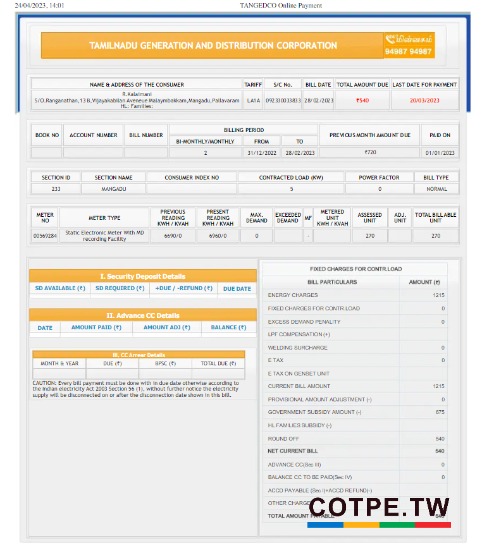 24/04/2023, 14:01 TANGEDCO Online Payment
TAMILNADU GENERATION AND DISTRIBUTION CORPORATION
மின்னகம்
94987 94987
NAME & ADDRESS OF THE CONSUMER TARIFF S/C No. BILL DATE TOTAL AMOUNT DUE LAST DATE FOR PAYMENT
R.Kalaimani
S/O.Ranganathan, 13 B,Vijayakabilan Aveneue Malaymbokkam,Mangadu,Pallavaram LA1A 28/02/2023 ₹540 20/03/2023
HL: Families:
BOOK NO ACCOUNT NUMBER BILL NUMBER BILLING PERIOD PREVIOUS MONTH AMOUNT DUE PAID ON
BI-MONTHLY/MONTHLY FROM TO
2 31/12/2022 28/02/2023 ₹720 01/01/2023
SECTION ID SECTION NAME CONSUMER INDEX NO CONTRACTED LOAD (KW) POWER FACTOR BILL TYPE
233 MANGADU 5 0 NORMAL
METER NO METER TYPE PREVIOUS READING KWH / KVAH PRESENT READING KWH / KVAH MAX. DEMAND EXCEEDED DEMAND MF METERED UNIT KWH / KVAH ASSESSED UNIT ADJ. UNIT TOTAL BILLABLE UNIT
00569284 Static Electronic Meter With MD recording Facility 6690/0 6960/0 0 - 270 270
I. Security Deposit Details
SD AVAILABLE (₹) SD REQUIRED (₹) +DUE / -REFUND (₹) DUE DATE
II. Advance CC Details
DATE AMOUNT PAID (₹) AMOUNT ADJ (₹) BALANCE (₹)
III. CC Arrear Details
MONTH & YEAR DUE (₹) BPSC (₹) TOTAL DUE (₹)
CAUTION: Every bill payment must be done with in due date otherwise according to
the Indian electricity Act 2003 Section 56 (1), without further notice the electricity
supply will be disconnected on or after the disconnection date shown in this bill.
FIXED CHARGES FOR CONTR.LOAD
BILL PARTICULARS AMOUNT (₹)
ENERGY CHARGES 1215
FIXED CHARGES FOR CONTR.LOAD 0
EXCESS DEMAND PENALITY 0
LPF COMPENSATION (+)
WELDING SURCHARGE 0
E.TAX 0
E.TAX ON GENSET UNIT
CURRENT BILL AMOUNT 1215
PROVISIONAL AMOUNT ADJUSTMENT (-) 0
GOVERNMENT SUBSIDY AMOUNT (-) 675
HL.FAMILIES SUBSIDY (-)
ROUND OFF 540
NET CURRENT BILL 540
ADVANCE CC(Sec III) 0
BALANCE CC TO BE PAID(Sec IV) 0
ACCD PAYABLE (Sec I)+ACCD REFUND(-)
OTHER CHARGES
TOTAL AMOUNT PAYABLE 540
COTPE.TW